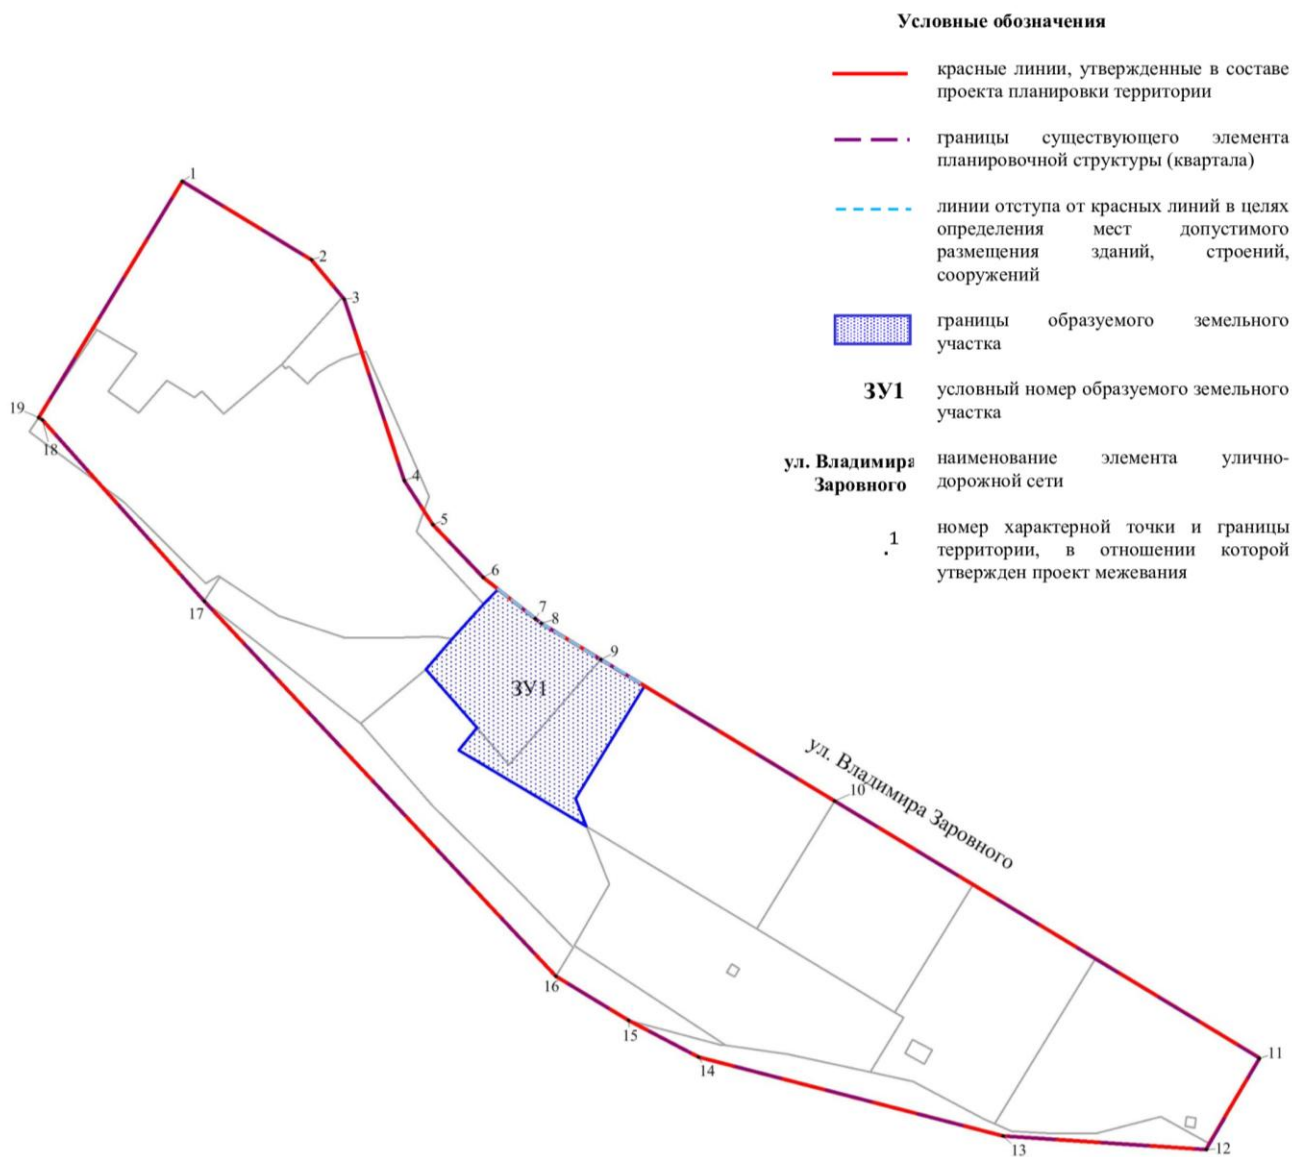 Условные обозначения
красные линии, утвержденные в составе
проекта планировки территории
границы существующего элемента
планировочной структуры (квартала)
линии отступа от красных линий в целях
определения мест допустимого
размещения зданий, строений,
сооружений
границы образуемого земельного
участка
ЗУ1
условный номер образуемого земельного
участка
ул. Владимира
Заровного
наименование элемента улично-
дорожной сети
1
номер характерной точки и границы
территории, в отношении которой
утвержден проект межевания
1
2
3
19
18
4
5
6
7
8
17
9
ЗУ1
ул. Владимира Заровного
10
16
15
14
11
13
12